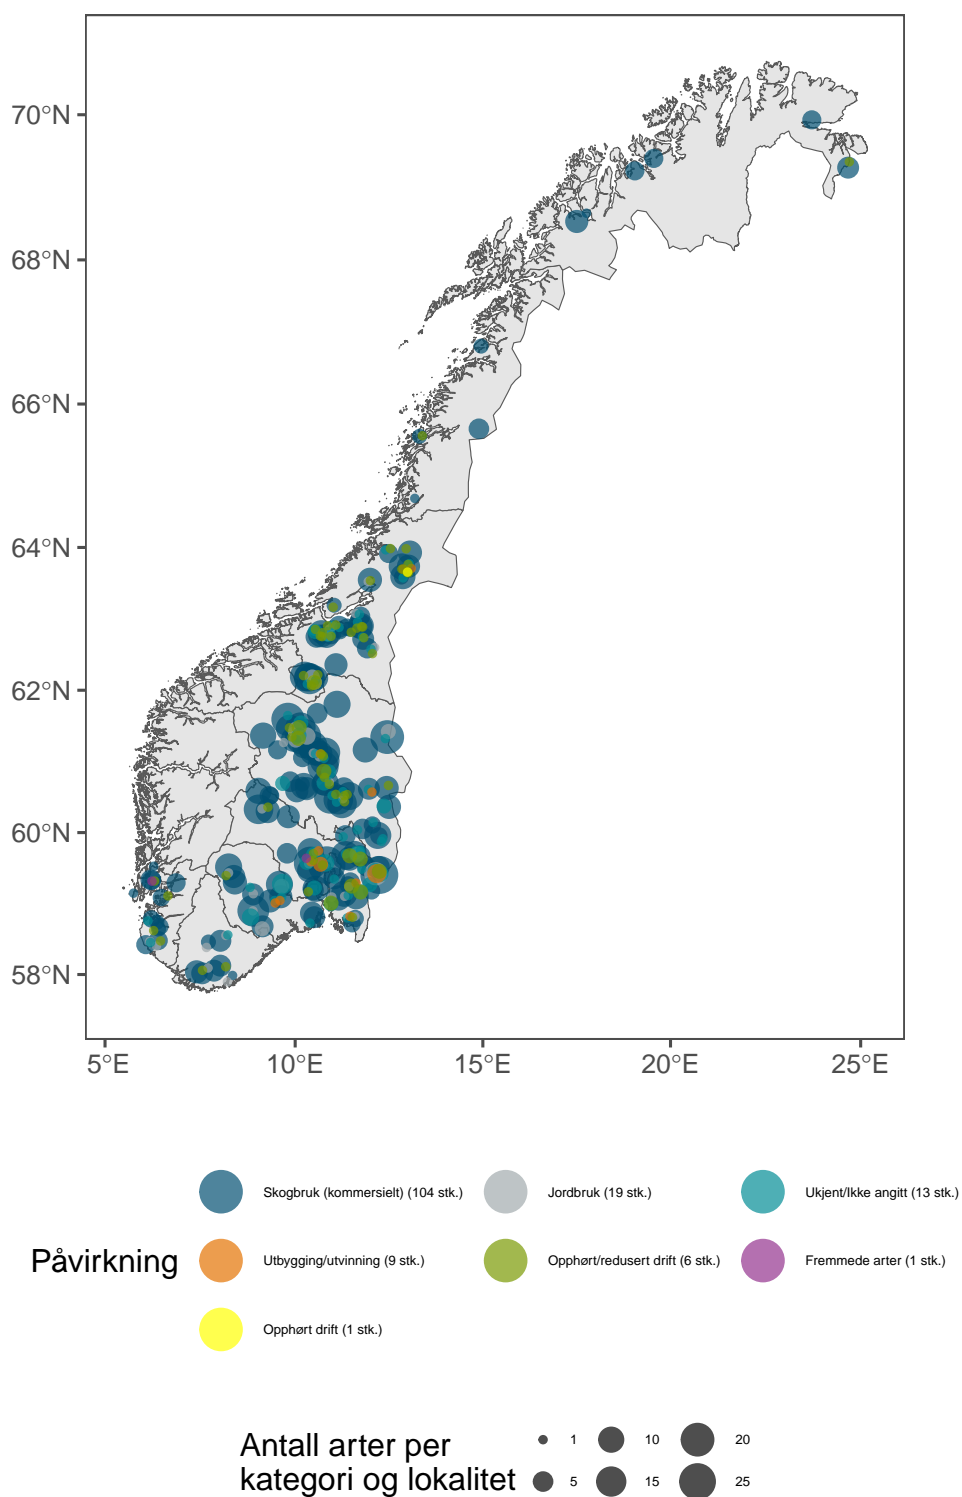 70°N
68°N
66°N
64°N
62°N
60°N
58°N
5°E 10°E 15°E 20°E 25°E
Påvirkning
Skogbruk (kommersielt) (104 stk.) Jordbruk (19 stk.) Ukjent/Ikke angitt (13 stk.)
Utbygging/utvinning (9 stk.) Opphørt/redusert drift (6 stk.) Fremmede arter (1 stk.)
Opphørt drift (1 stk.)
Antall arter per
kategori og lokalitet
1 10 20
5 15 25